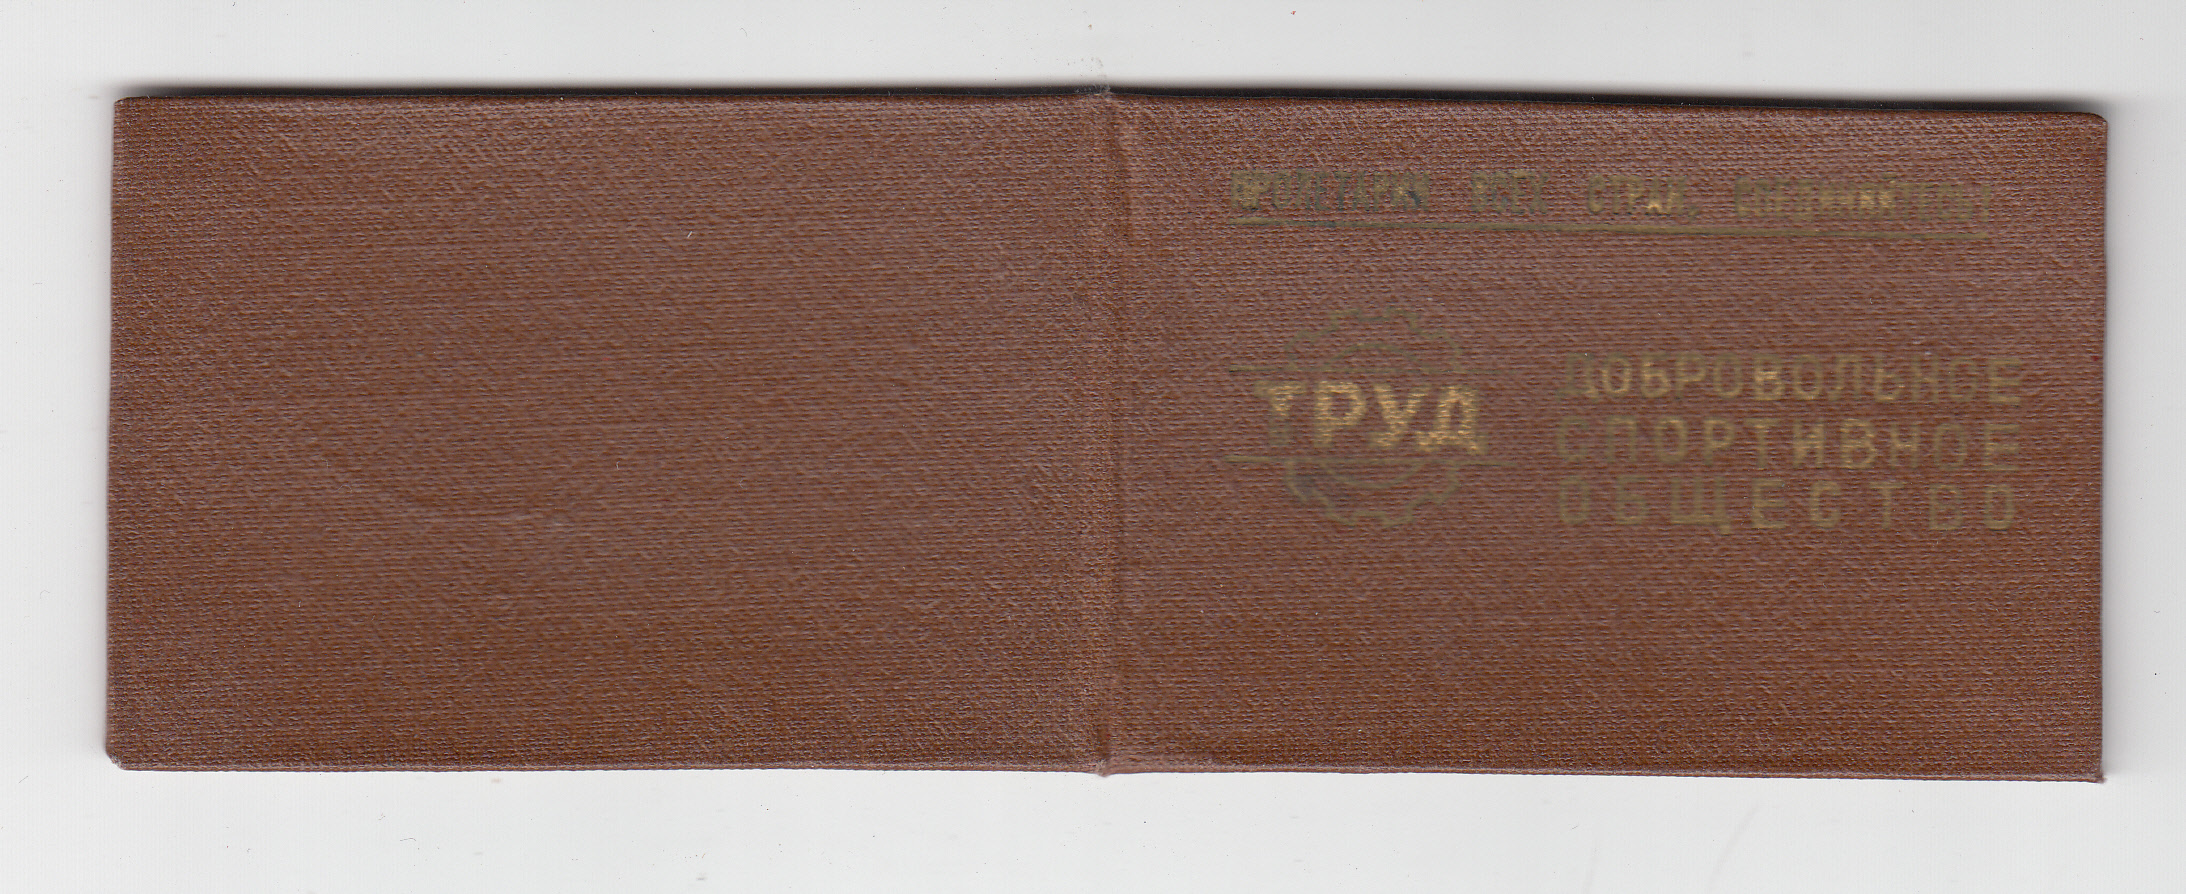 ПРОЛЕТАРИИ ВСЕХ СТРАН, СОЕДИНЯЙТЕСЬ!
ТРУД
ДОБРОВОЛЬНОЕ
СПОРТИВНОЕ
ОБЩЕСТВО